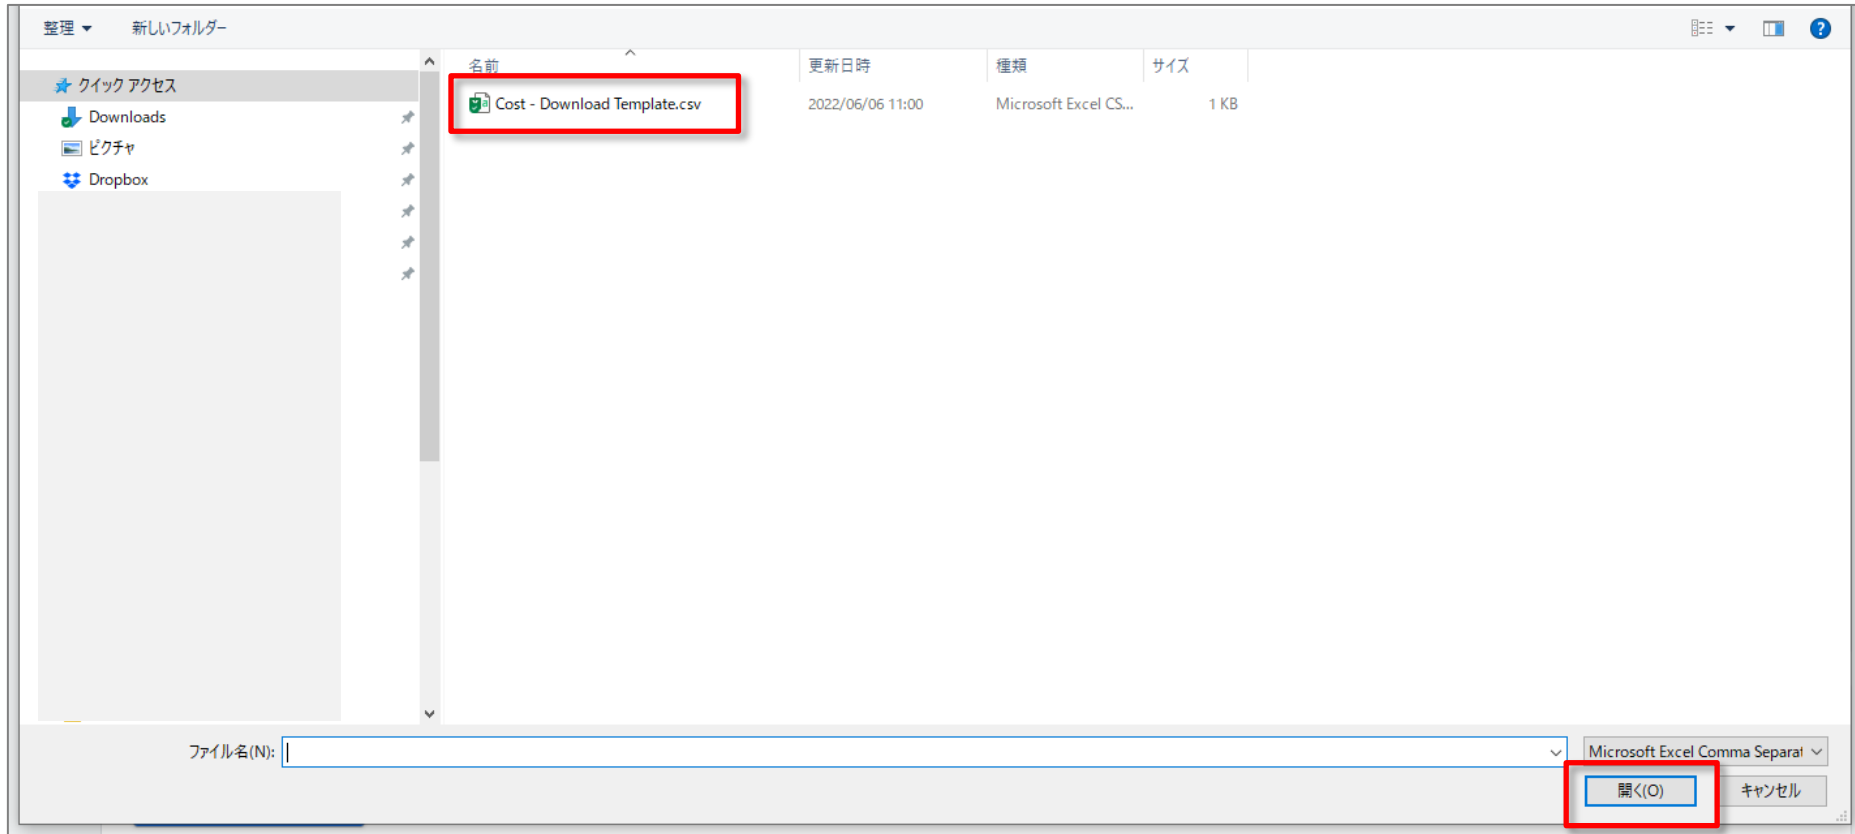 整理 新しいフォルダー
名前 更新日時 種類 サイズ
クイック アクセス
Cost - Download Template.csv 2022/06/06 11:00 Microsoft Excel CS... 1 KB
Downloads
ピクチャ
Dropbox
ファイル名(N): Microsoft Excel Comma Separat
開く(O) キャンセル